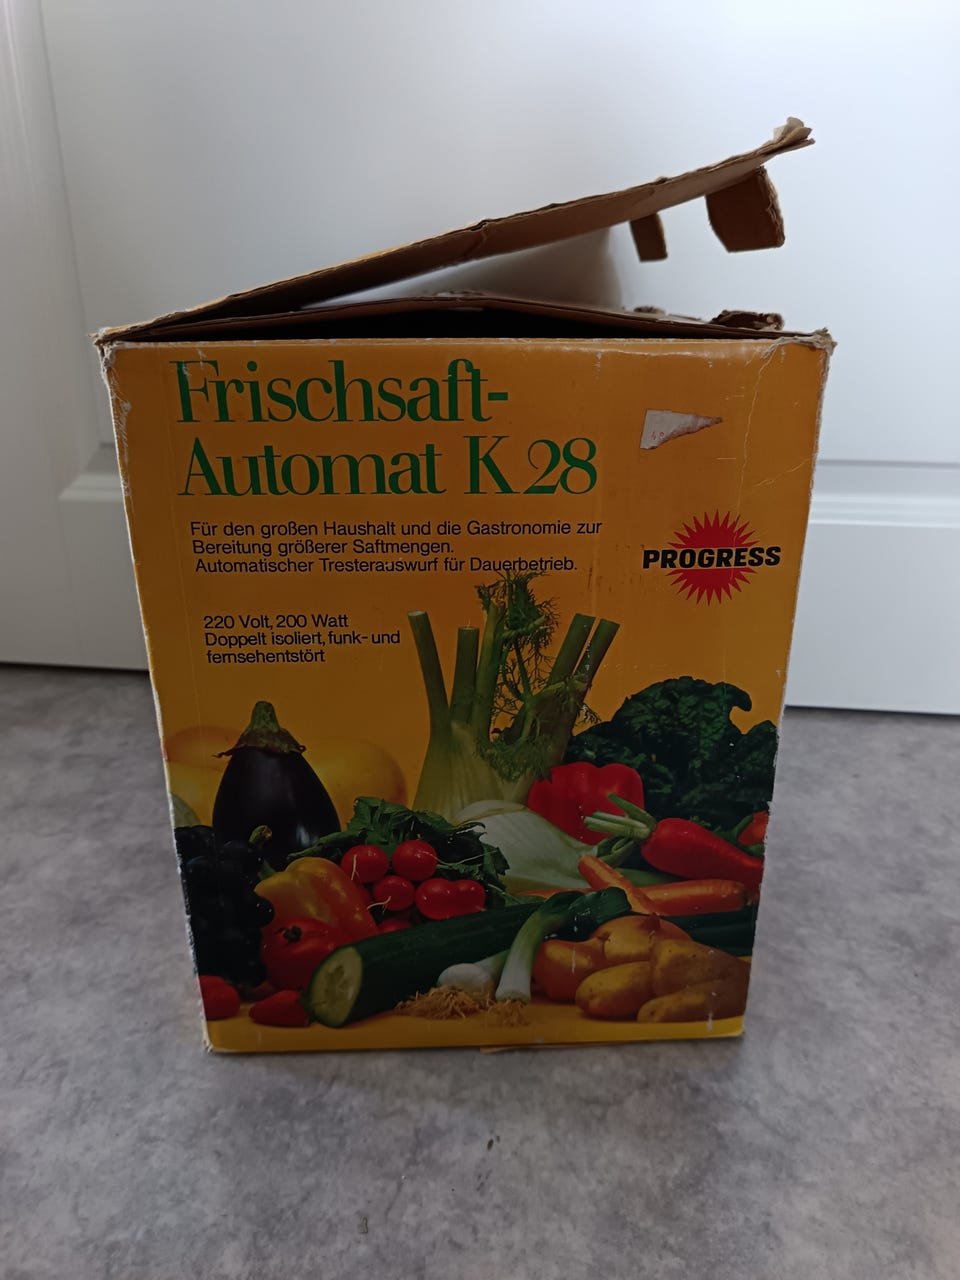 Frischsaft-
Automat K 28
Für den großen Haushalt und die Gastronomie zur
Bereitung größerer Saftmengen.
Automatischer Tresterauswurf für Dauerbetrieb.
PROGRESS
220 Volt, 200 Watt
Doppelt isoliert, funk- und
fernsehentstört